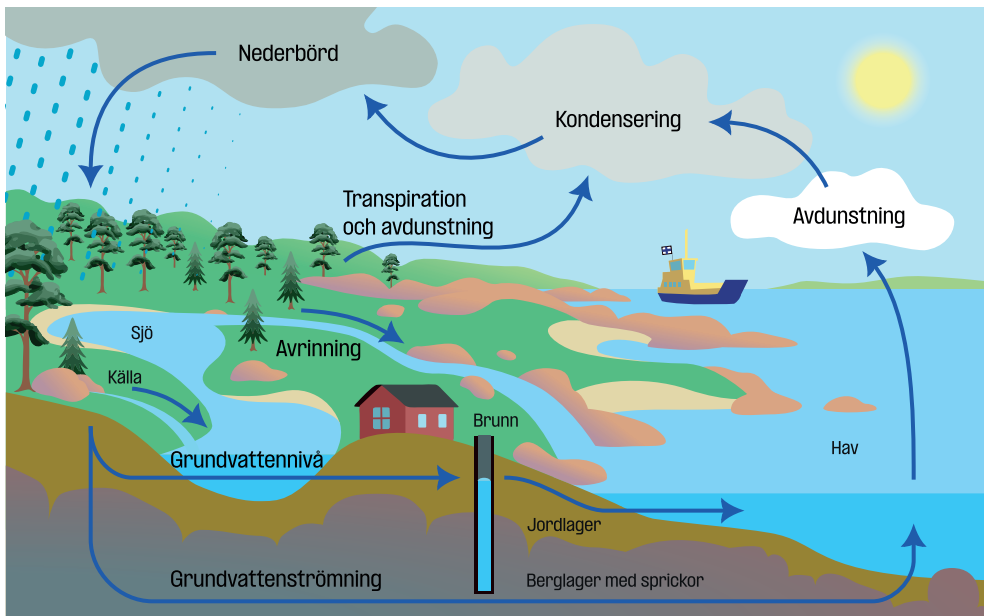 Nederbörd
Kondensering
Transpiration
och avdunstning
Avdunstning
Sjö
Avrinning
Källa
Brunn
Hav
Grundvattennivå
Jordlager
Grundvattenströmning
Berglager med sprickor